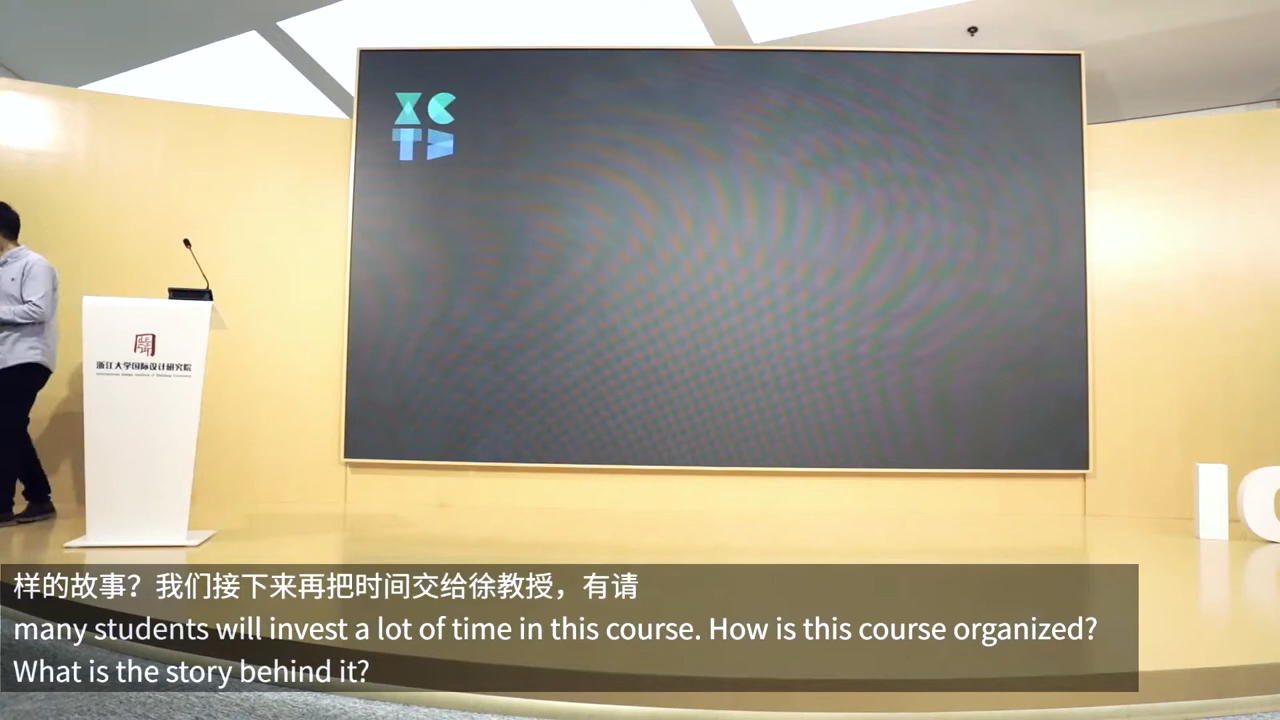 XC
T
浙江大学国际设计研究院
样的故事？我们接下来再把时间交给徐教授，有请
many students will invest a lot of time in this course. How is this course organized?
What is the story behind it?